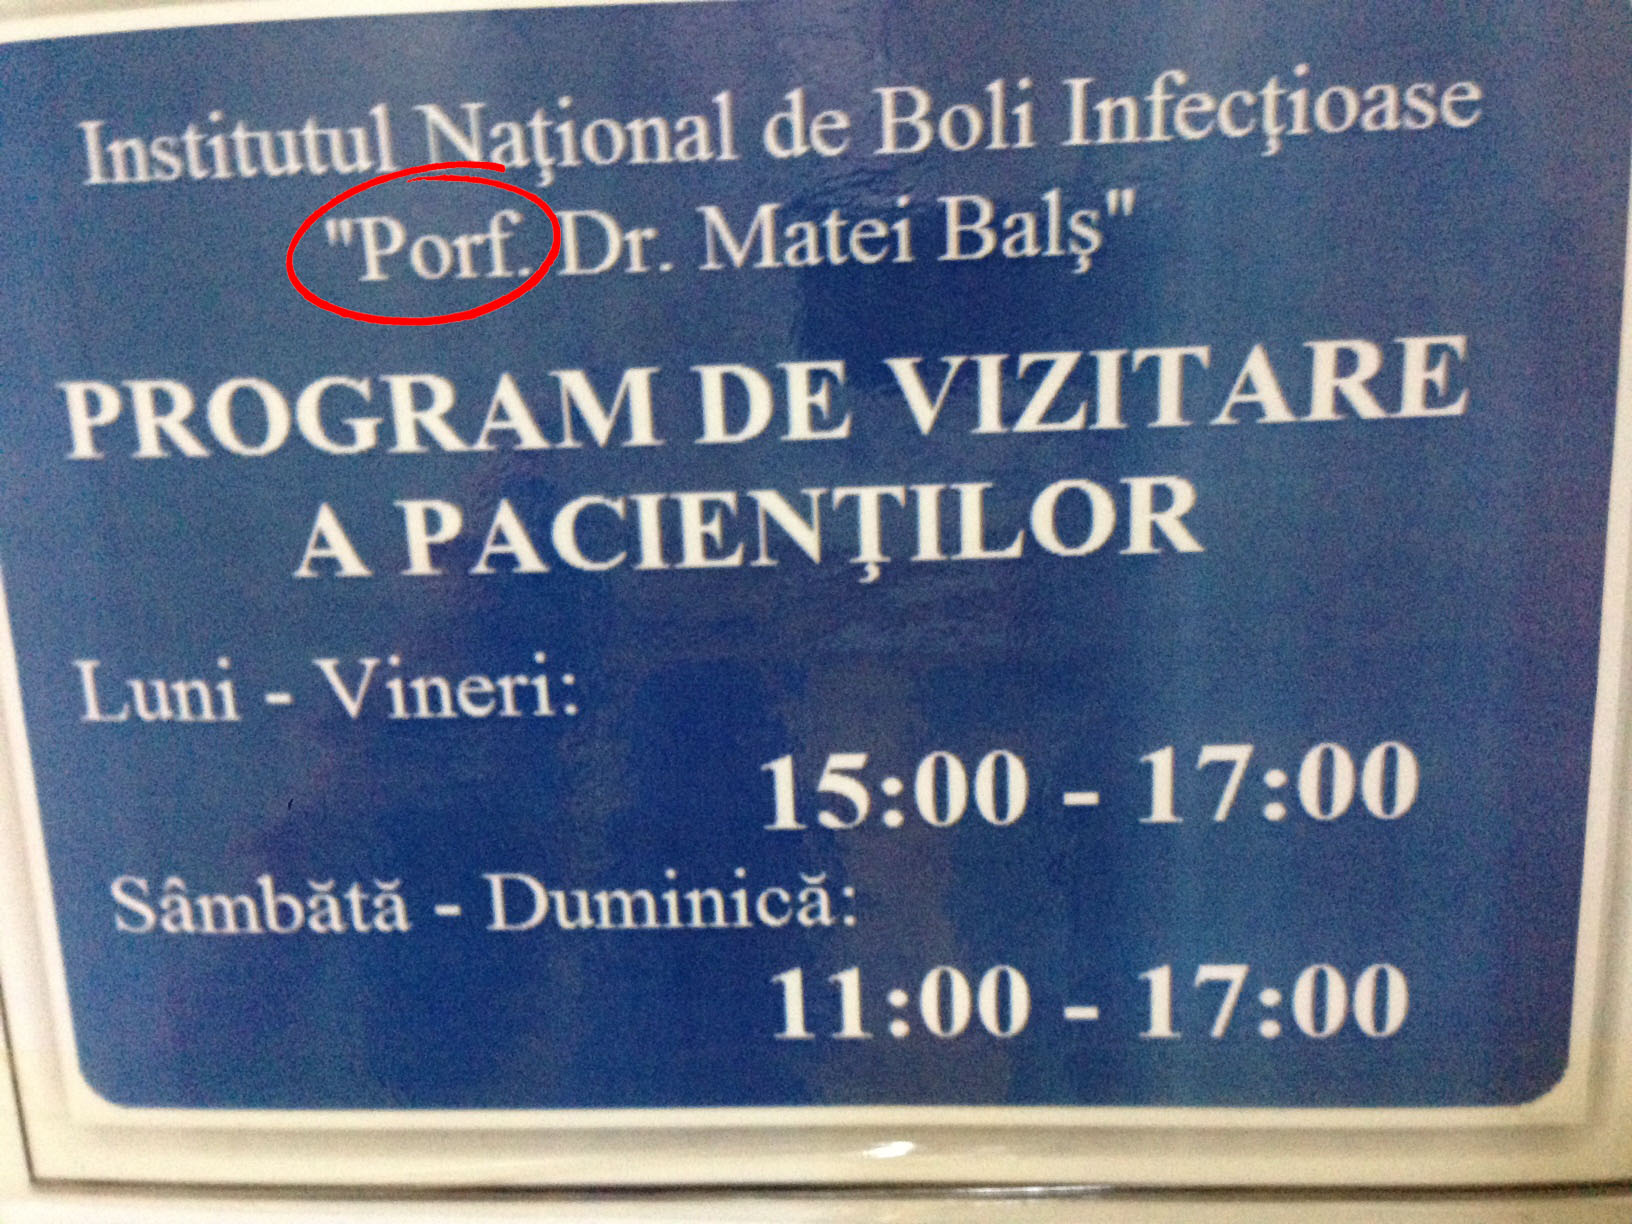 Institutul Naţional de Boli Infecţioase
"Porf. Dr. Matei Balş"
PROGRAM DE VIZITARE
A PACIENŢILOR
Luni - Vineri:
15:00 - 17:00
Sâmbătă - Duminică:
11:00 - 17:00